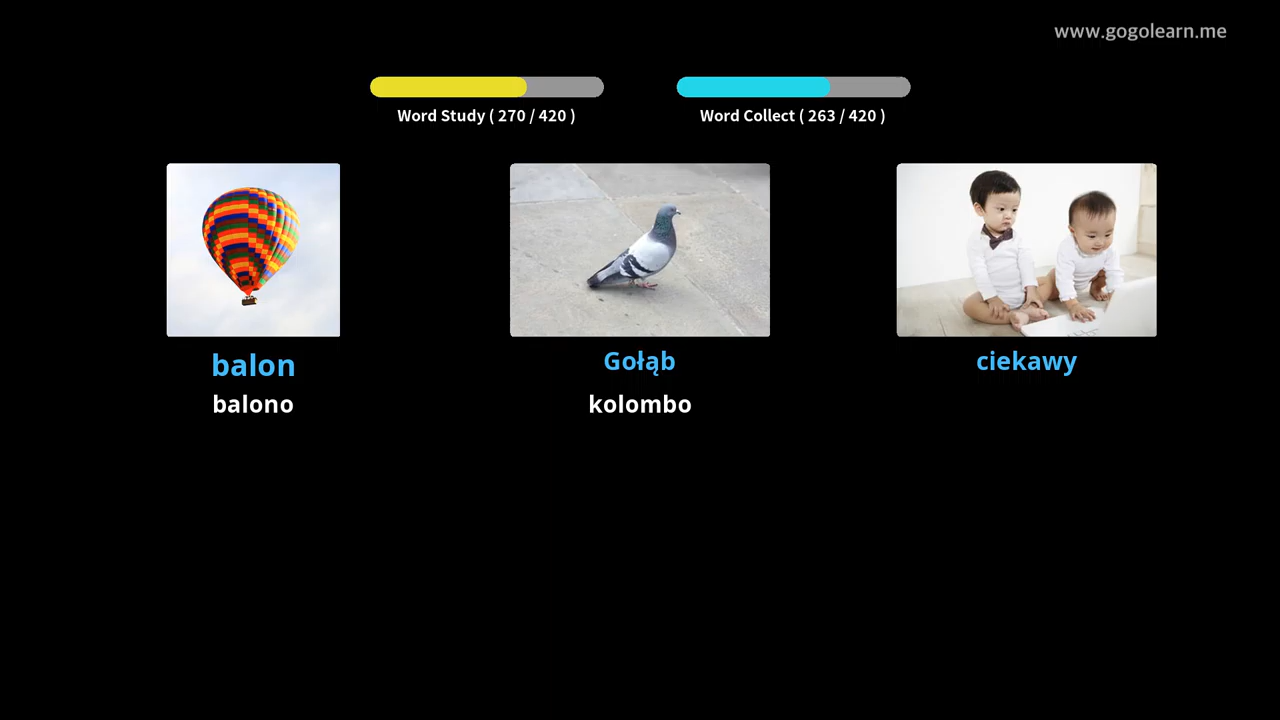 www.gogolearn.me
Word Study ( 270 / 420 )
Word Collect ( 263 / 420 )
balon
Gołąb
ciekawy
balono
kolombo